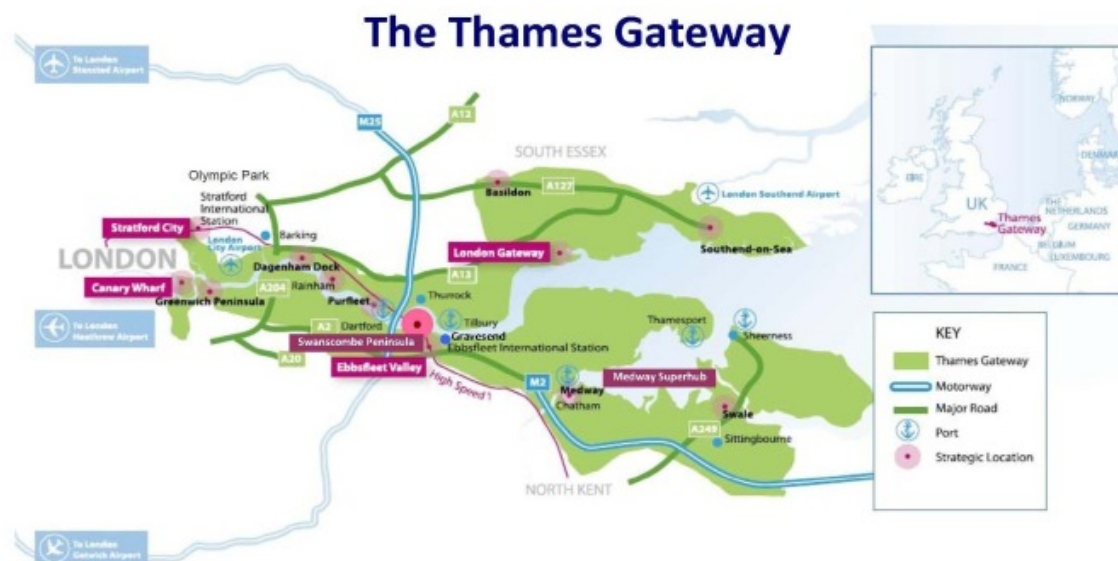 The Thames Gateway
To London
Stansted Airport
A12
M25
SOUTH ESSEX
Olympic Park
Stratford
International
Station
Basildon
A127
London Southend Airport
Stratford City
London
City Airport
Barking
LONDON
Dagenham Dock
London Gateway
Southend-on-Sea
Canary Wharf
Rainham
A13
Greenwich Peninsula
A204
Purfleet
Thurrock
To London
Heathrow Airport
A2
Dartford
Tilbury
Thamesport
Sheerness
Swanscombe Peninsula
Gravesend
Ebbsfleet International Station
A20
Ebbsfleet Valley
High Speed 1
M2
Medway
Medway Superhub
Chatham
Swale
A249
Sittingbourne
NORTH KENT
To London
Gatwick Airport
NORWAY
DENMARK
EIRE
UK
THE
NETHERLANDS
Thames
Gateway
GERMANY
BELGIUM
LUXEMBOURG
FRANCE
KEY
Thames Gateway
Motorway
Major Road
Port
Strategic Location